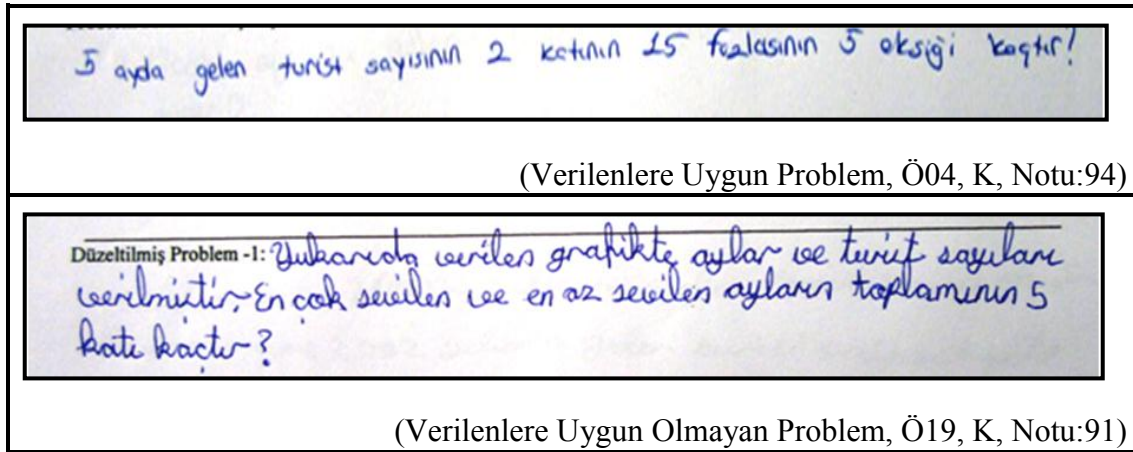 5 ayda gelen turist sayısının 2 katının 15 fazlasının 5 eksiği kaçtır?
(Verilenlere Uygun Problem, Ö04, K, Notu:94)
Düzeltilmiş Problem -1: Yukarıda verilen grafikte aylar ve turist sayıları
verilmiştir. En çok sevilen ve en az sevilen ayların toplamının 5
katı kaçtır?
(Verilenlere Uygun Olmayan Problem, Ö19, K, Notu:91)